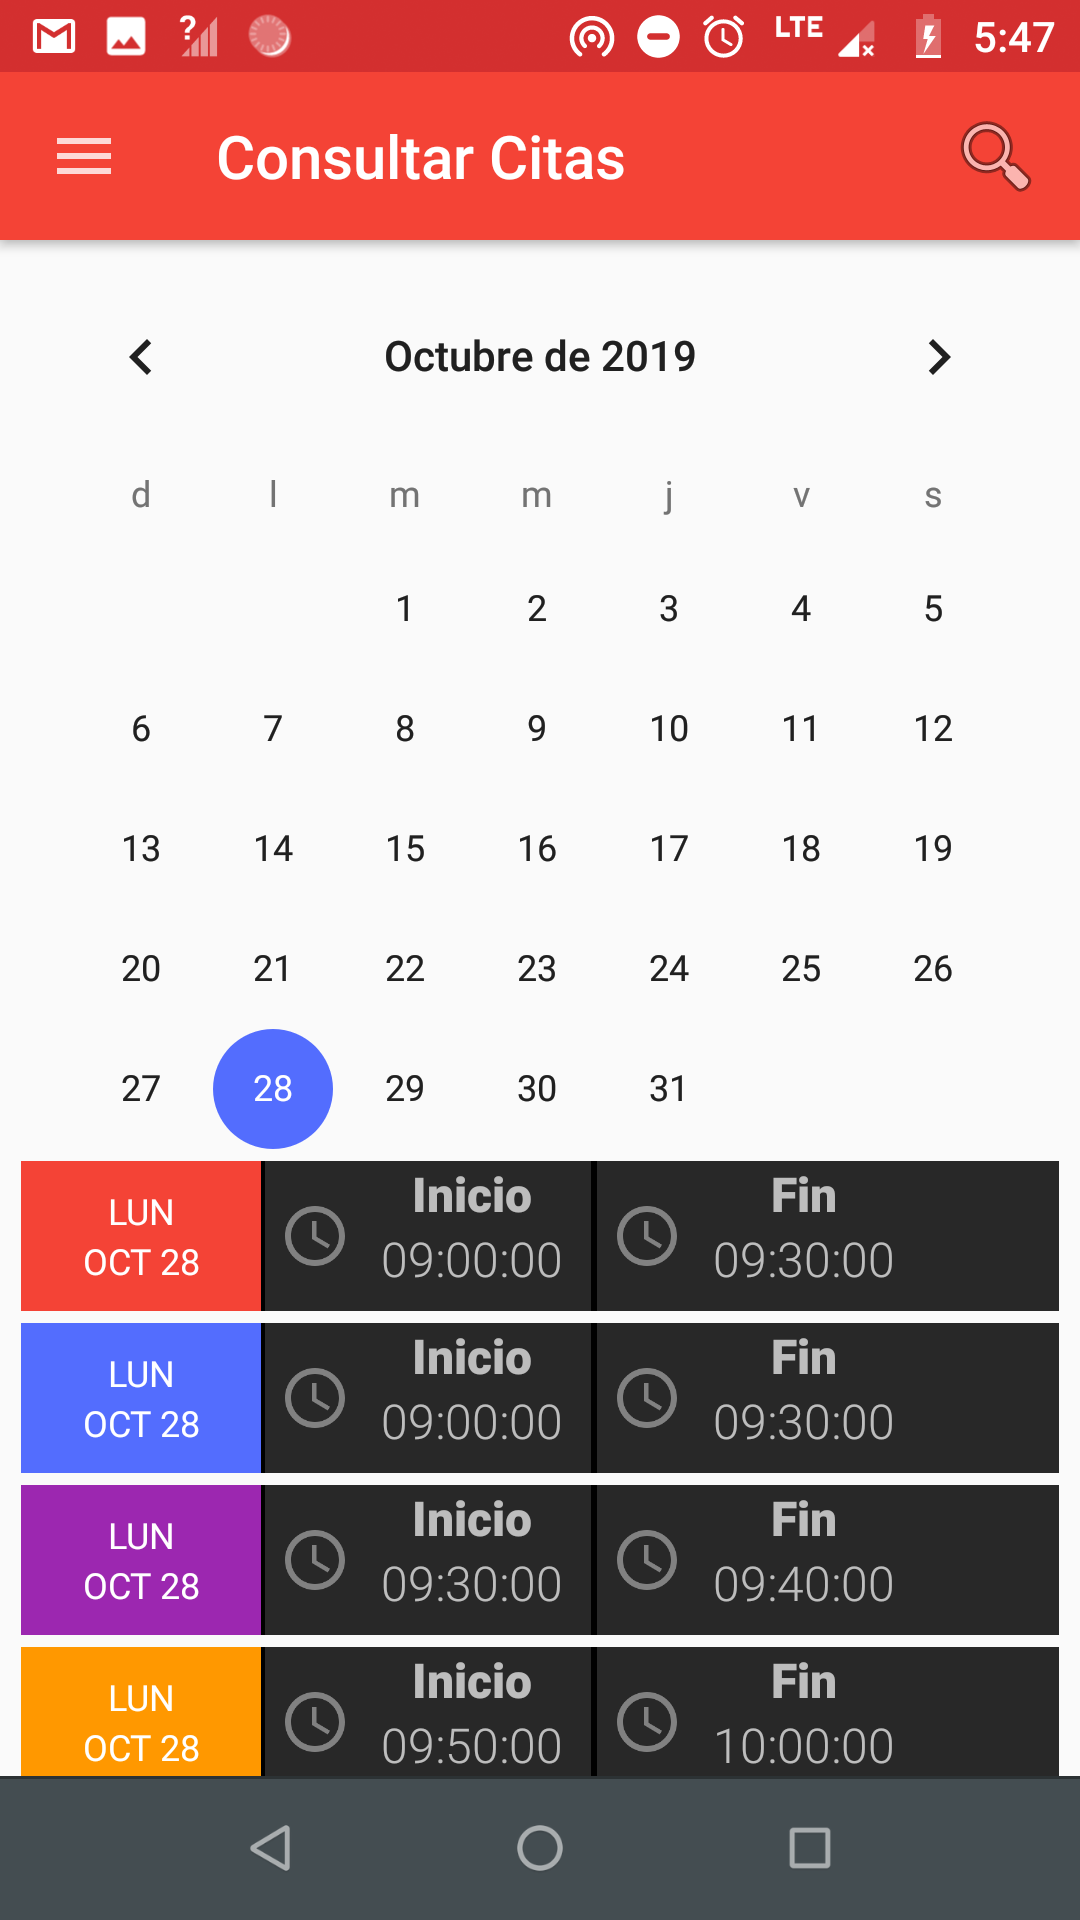 LTE 5:47
Consultar Citas
Octubre de 2019
d l m m j v s
1 2 3 4 5
6 7 8 9 10 11 12
13 14 15 16 17 18 19
20 21 22 23 24 25 26
27 28 29 30 31
LUN
OCT 28
Inicio
09:00:00
Fin
09:30:00
LUN
OCT 28
Inicio
09:00:00
Fin
09:30:00
LUN
OCT 28
Inicio
09:30:00
Fin
09:40:00
LUN
OCT 28
Inicio
09:50:00
Fin
10:00:00